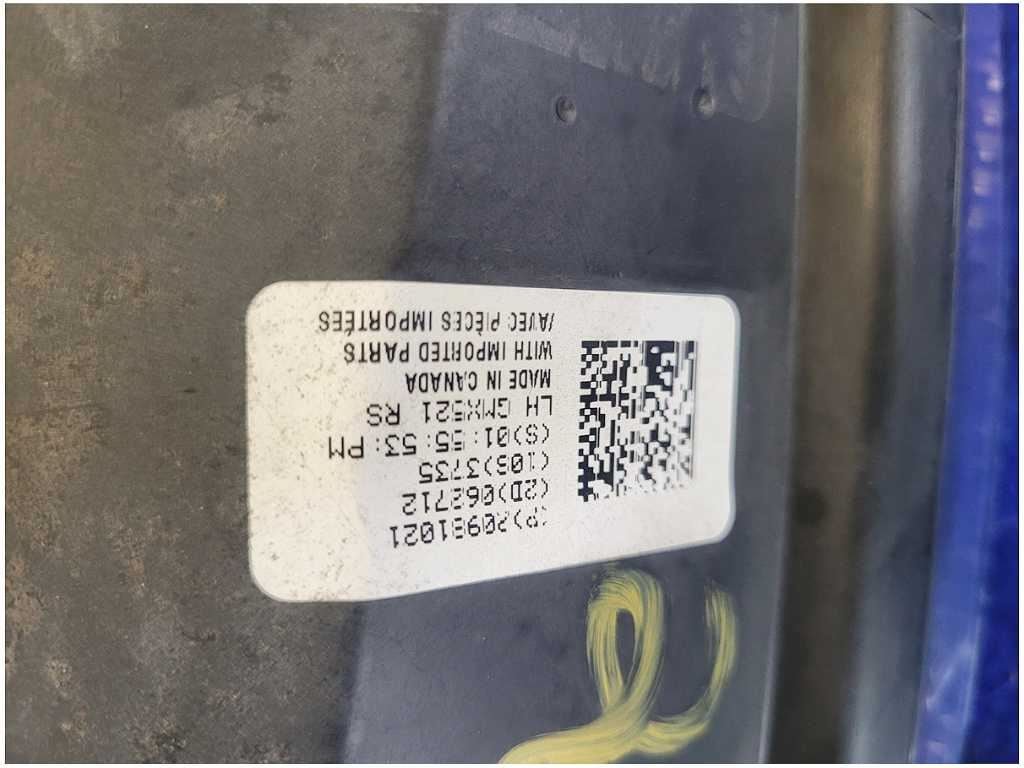 (P)20981021
(2D)062712
(10S)3735
(S)01:55:53:PM
LH GMX521 RS
MADE IN CANADA
WITH IMPORTED PARTS
/AVEC PIÈCES IMPORTÉES